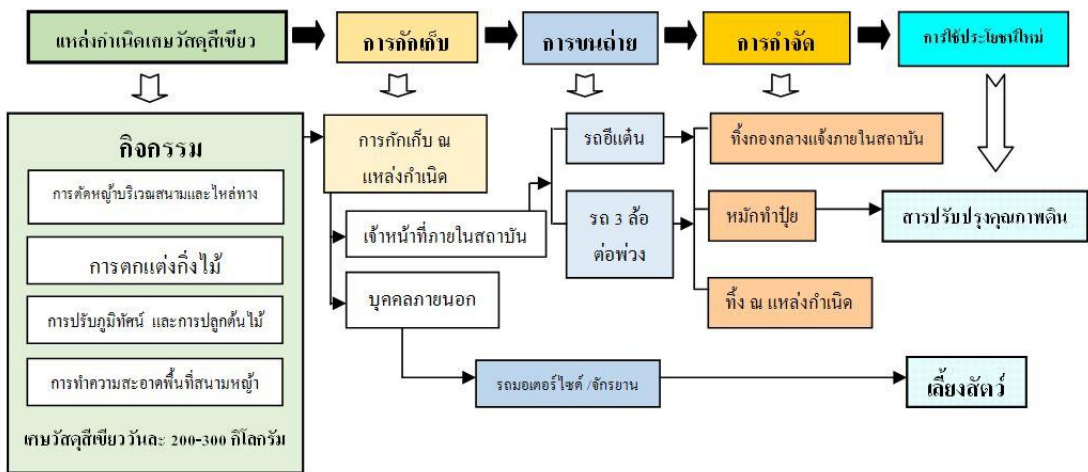 แหล่งกำเนิดเศษวัสดุสีเขียว
การกักเก็บ
การขนถ่าย
การกำจัด
การใช้ประโยชน์ใหม่
กิจกรรม
การตัดหญ้าบริเวณสนามและไหล่ทาง
การตกแต่งกิ่งไม้
การปรับภูมิทัศน์ และการปลูกต้นไม้
การทำความสะอาดพื้นที่สนามหญ้า
เศษวัสดุสีเขียววันละ 200-300 กิโลกรัม
การกักเก็บ ณ
แหล่งกำเนิด
เจ้าหน้าที่ภายในสถาบัน
บุคคลภายนอก
รถอีแต๋น
รถ 3 ล้อ
ต่อพ่วง
รถมอเตอร์ไซค์ /จักรยาน
ทิ้งกองกลางแจ้งภายในสถาบัน
หมักทำปุ๋ย
ทิ้ง ณ แหล่งกำเนิด
สารปรับปรุงคุณภาพดิน
เลี้ยงสัตว์